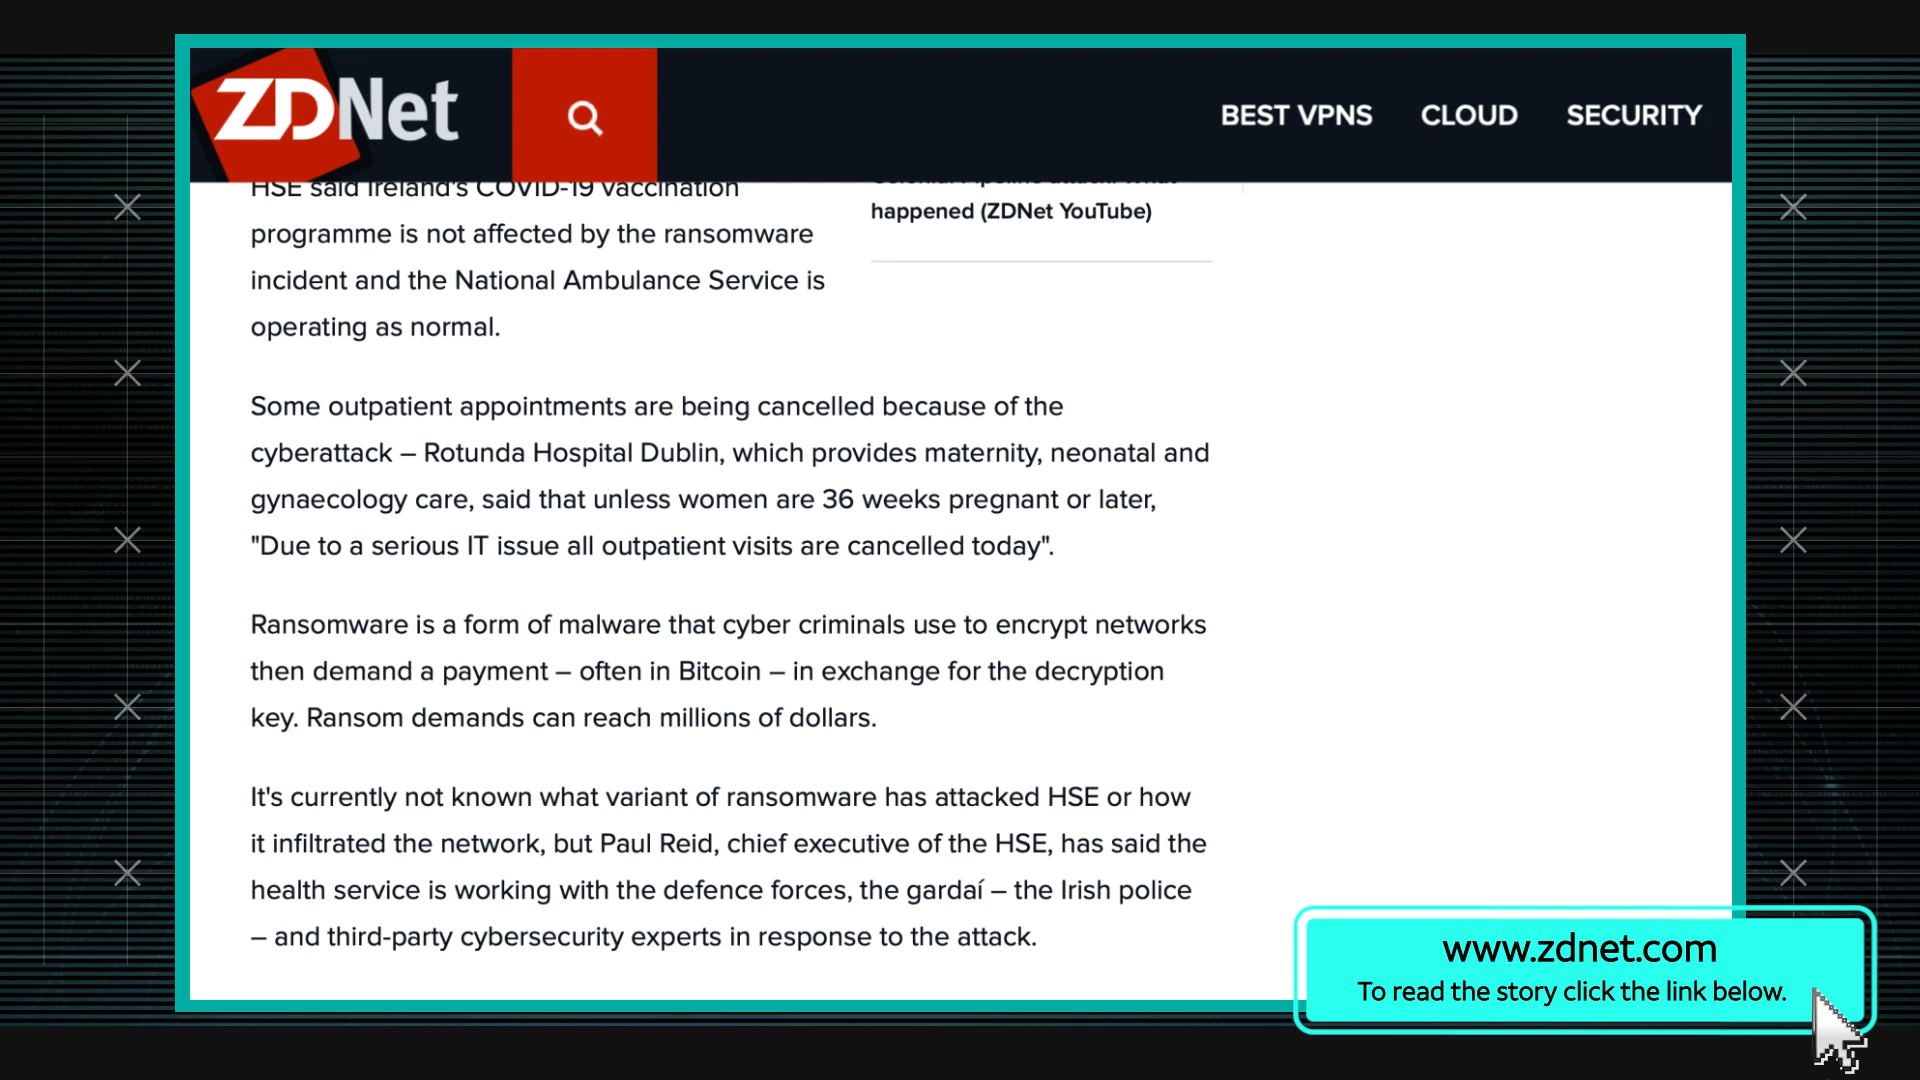 ZDNet
BEST VPNS CLOUD SECURITY
HSE said Ireland's COVID-19 vaccination
programme is not affected by the ransomware
incident and the National Ambulance Service is
operating as normal.
happened (ZDNet YouTube)
Some outpatient appointments are being cancelled because of the
cyberattack – Rotunda Hospital Dublin, which provides maternity, neonatal and
gynaecology care, said that unless women are 36 weeks pregnant or later,
"Due to a serious IT issue all outpatient visits are cancelled today".
Ransomware is a form of malware that cyber criminals use to encrypt networks
then demand a payment – often in Bitcoin – in exchange for the decryption
key. Ransom demands can reach millions of dollars.
It's currently not known what variant of ransomware has attacked HSE or how
it infiltrated the network, but Paul Reid, chief executive of the HSE, has said the
health service is working with the defence forces, the gardaí – the Irish police
– and third-party cybersecurity experts in response to the attack.
www.zdnet.com
To read the story click the link below.